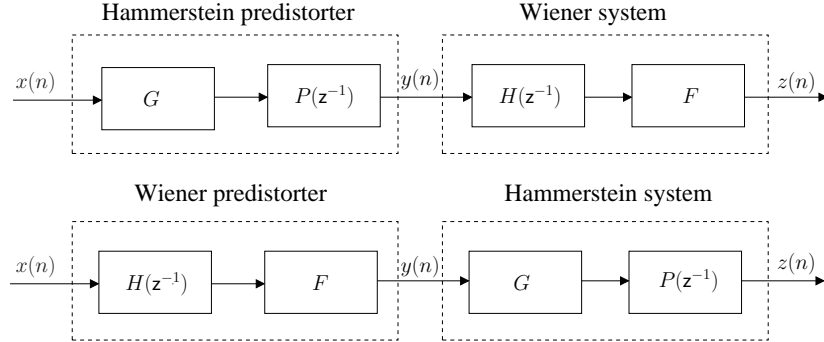 Hammerstein predistorter Wiener system
x(n) G P(z⁻¹) y(n) H(z⁻¹) F z(n)
Wiener predistorter Hammerstein system
x(n) H(z⁻¹) F y(n) G P(z⁻¹) z(n)